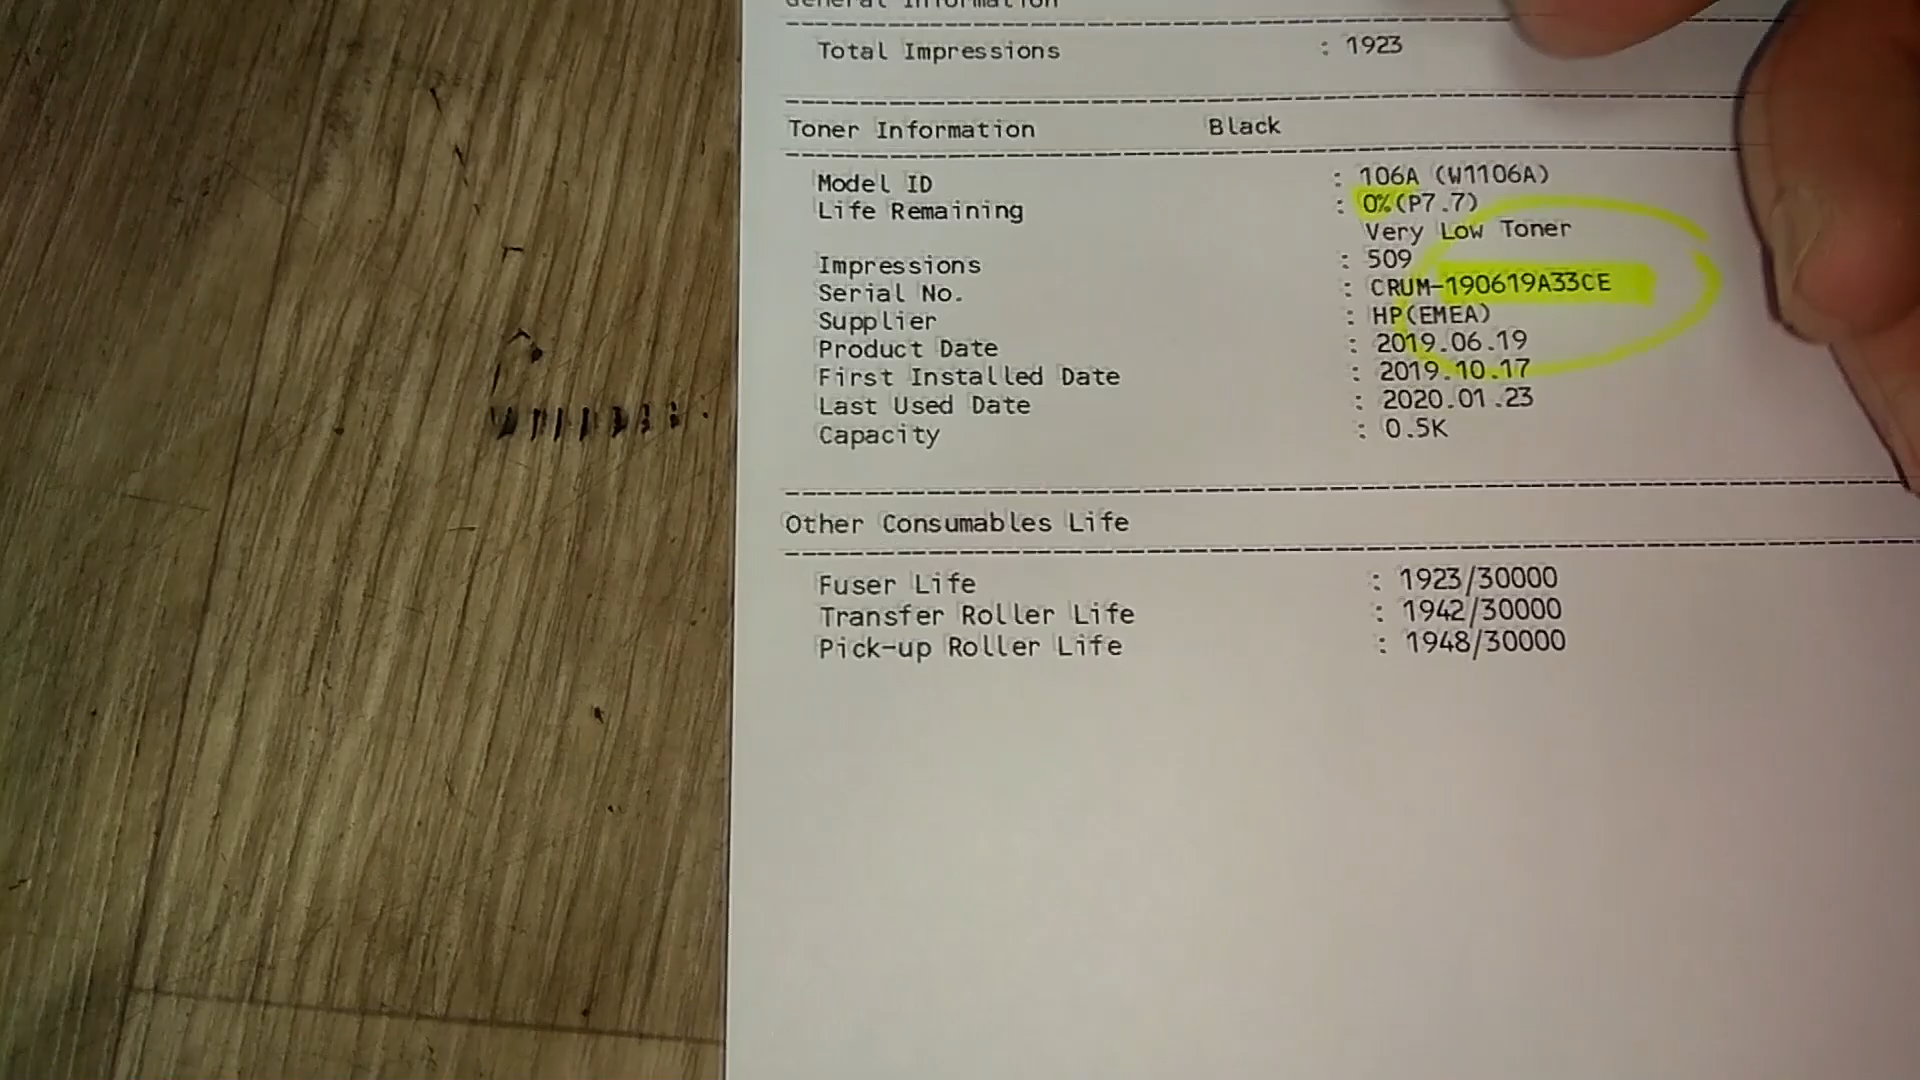 General Information
Total Impressions : 1923
Toner Information Black
Model ID : 106A (W1106A)
Life Remaining : 0%(P7.7)
Very Low Toner
Impressions : 509
Serial No. : CRUM-190619A33CE
Supplier : HP(EMEA)
Product Date : 2019.06.19
First Installed Date : 2019.10.17
Last Used Date : 2020.01.23
Capacity : 0.5K
Other Consumables Life
Fuser Life : 1923/30000
Transfer Roller Life : 1942/30000
Pick-up Roller Life : 1948/30000